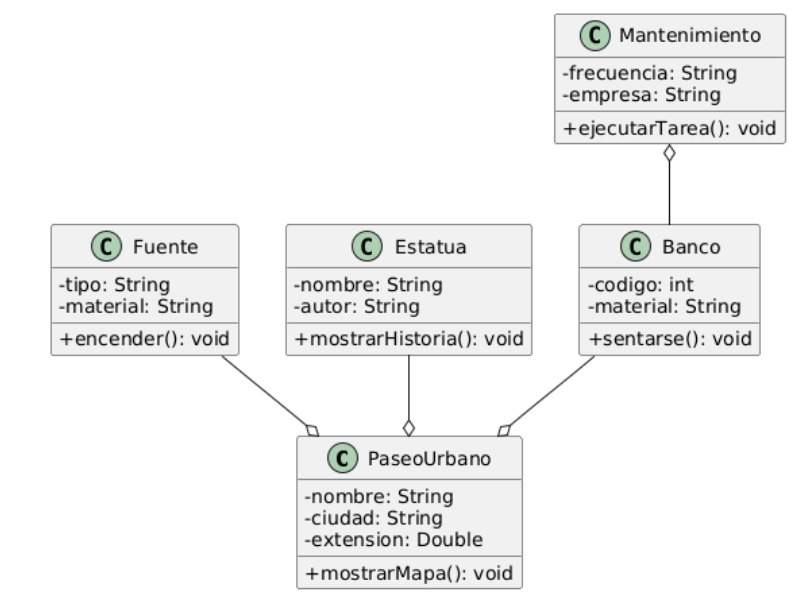 C Mantenimiento
-frecuencia: String
-empresa: String
+ejecutarTarea(): void
C Fuente
-tipo: String
-material: String
+encender(): void
C Estatua
-nombre: String
-autor: String
+mostrarHistoria(): void
C Banco
-codigo: int
-material: String
+sentarse(): void
C PaseoUrbano
-nombre: String
-ciudad: String
-extension: Double
+mostrarMapa(): void